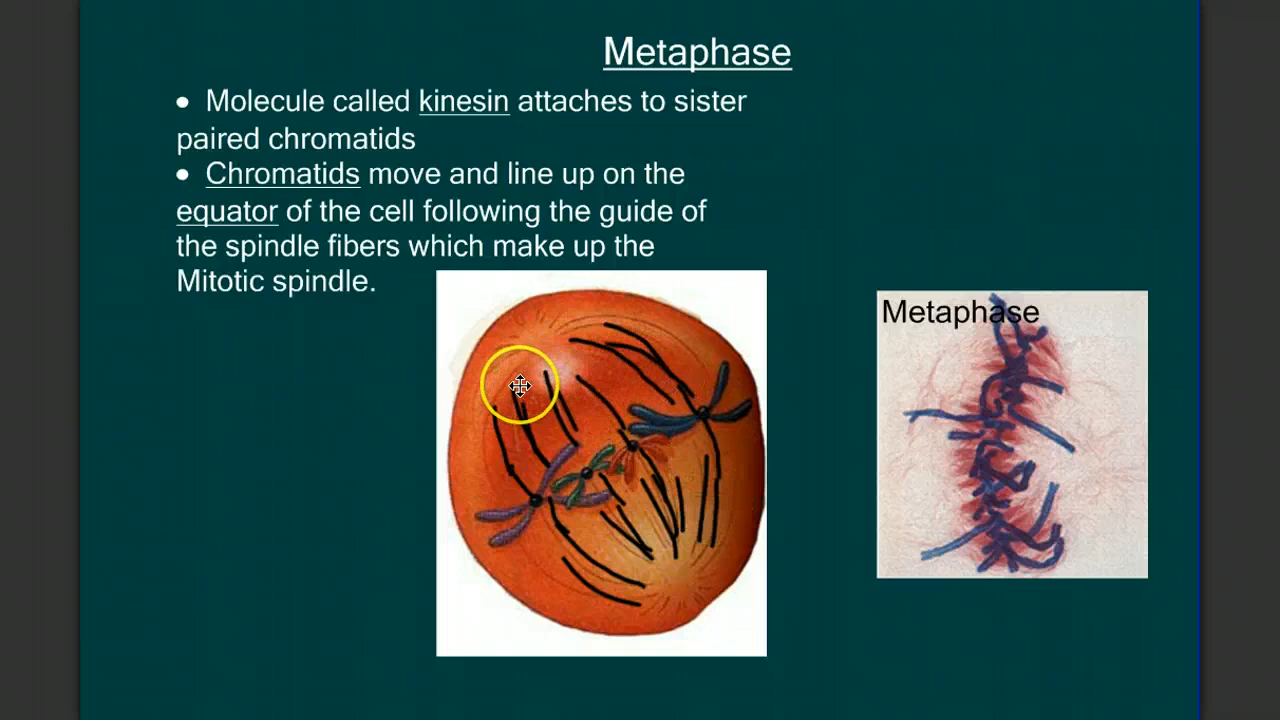 Metaphase
• Molecule called kinesin attaches to sister
paired chromatids
• Chromatids move and line up on the
equator of the cell following the guide of
the spindle fibers which make up the
Mitotic spindle.
Metaphase